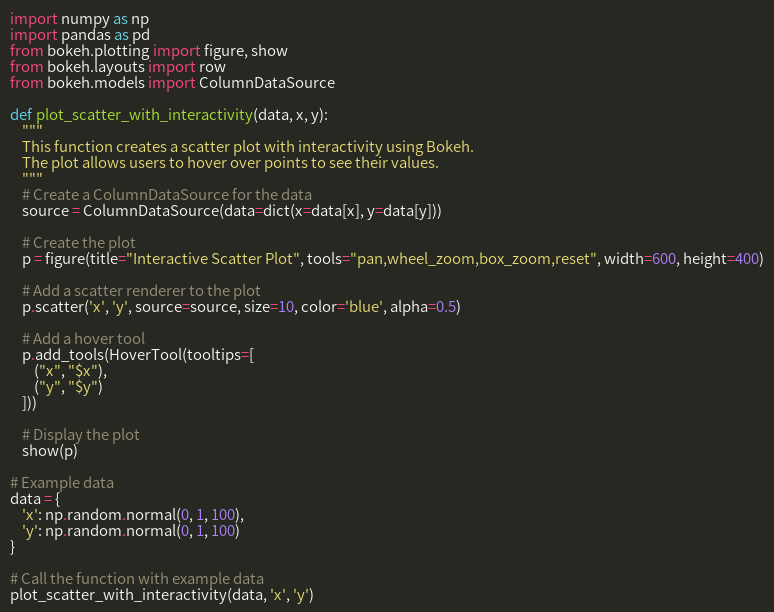 import numpy as np
import pandas as pd
from bokeh.plotting import figure, show
from bokeh.layouts import row
from bokeh.models import ColumnDataSource

def plot_scatter_with_interactivity(data, x, y):
    """
    This function creates a scatter plot with interactivity using Bokeh.
    The plot allows users to hover over points to see their values.
    """
    # Create a ColumnDataSource for the data
    source = ColumnDataSource(data=dict(x=data[x], y=data[y]))

    # Create the plot
    p = figure(title="Interactive Scatter Plot", tools="pan,wheel_zoom,box_zoom,reset", width=600, height=400)

    # Add a scatter renderer to the plot
    p.scatter('x', 'y', source=source, size=10, color='blue', alpha=0.5)

    # Add a hover tool
    p.add_tools(HoverTool(tooltips=[
        ("x", "$x"),
        ("y", "$y")
    ]))

    # Display the plot
    show(p)

# Example data
data = {
    'x': np.random.normal(0, 1, 100),
    'y': np.random.normal(0, 1, 100)
}

# Call the function with example data
plot_scatter_with_interactivity(data, 'x', 'y')